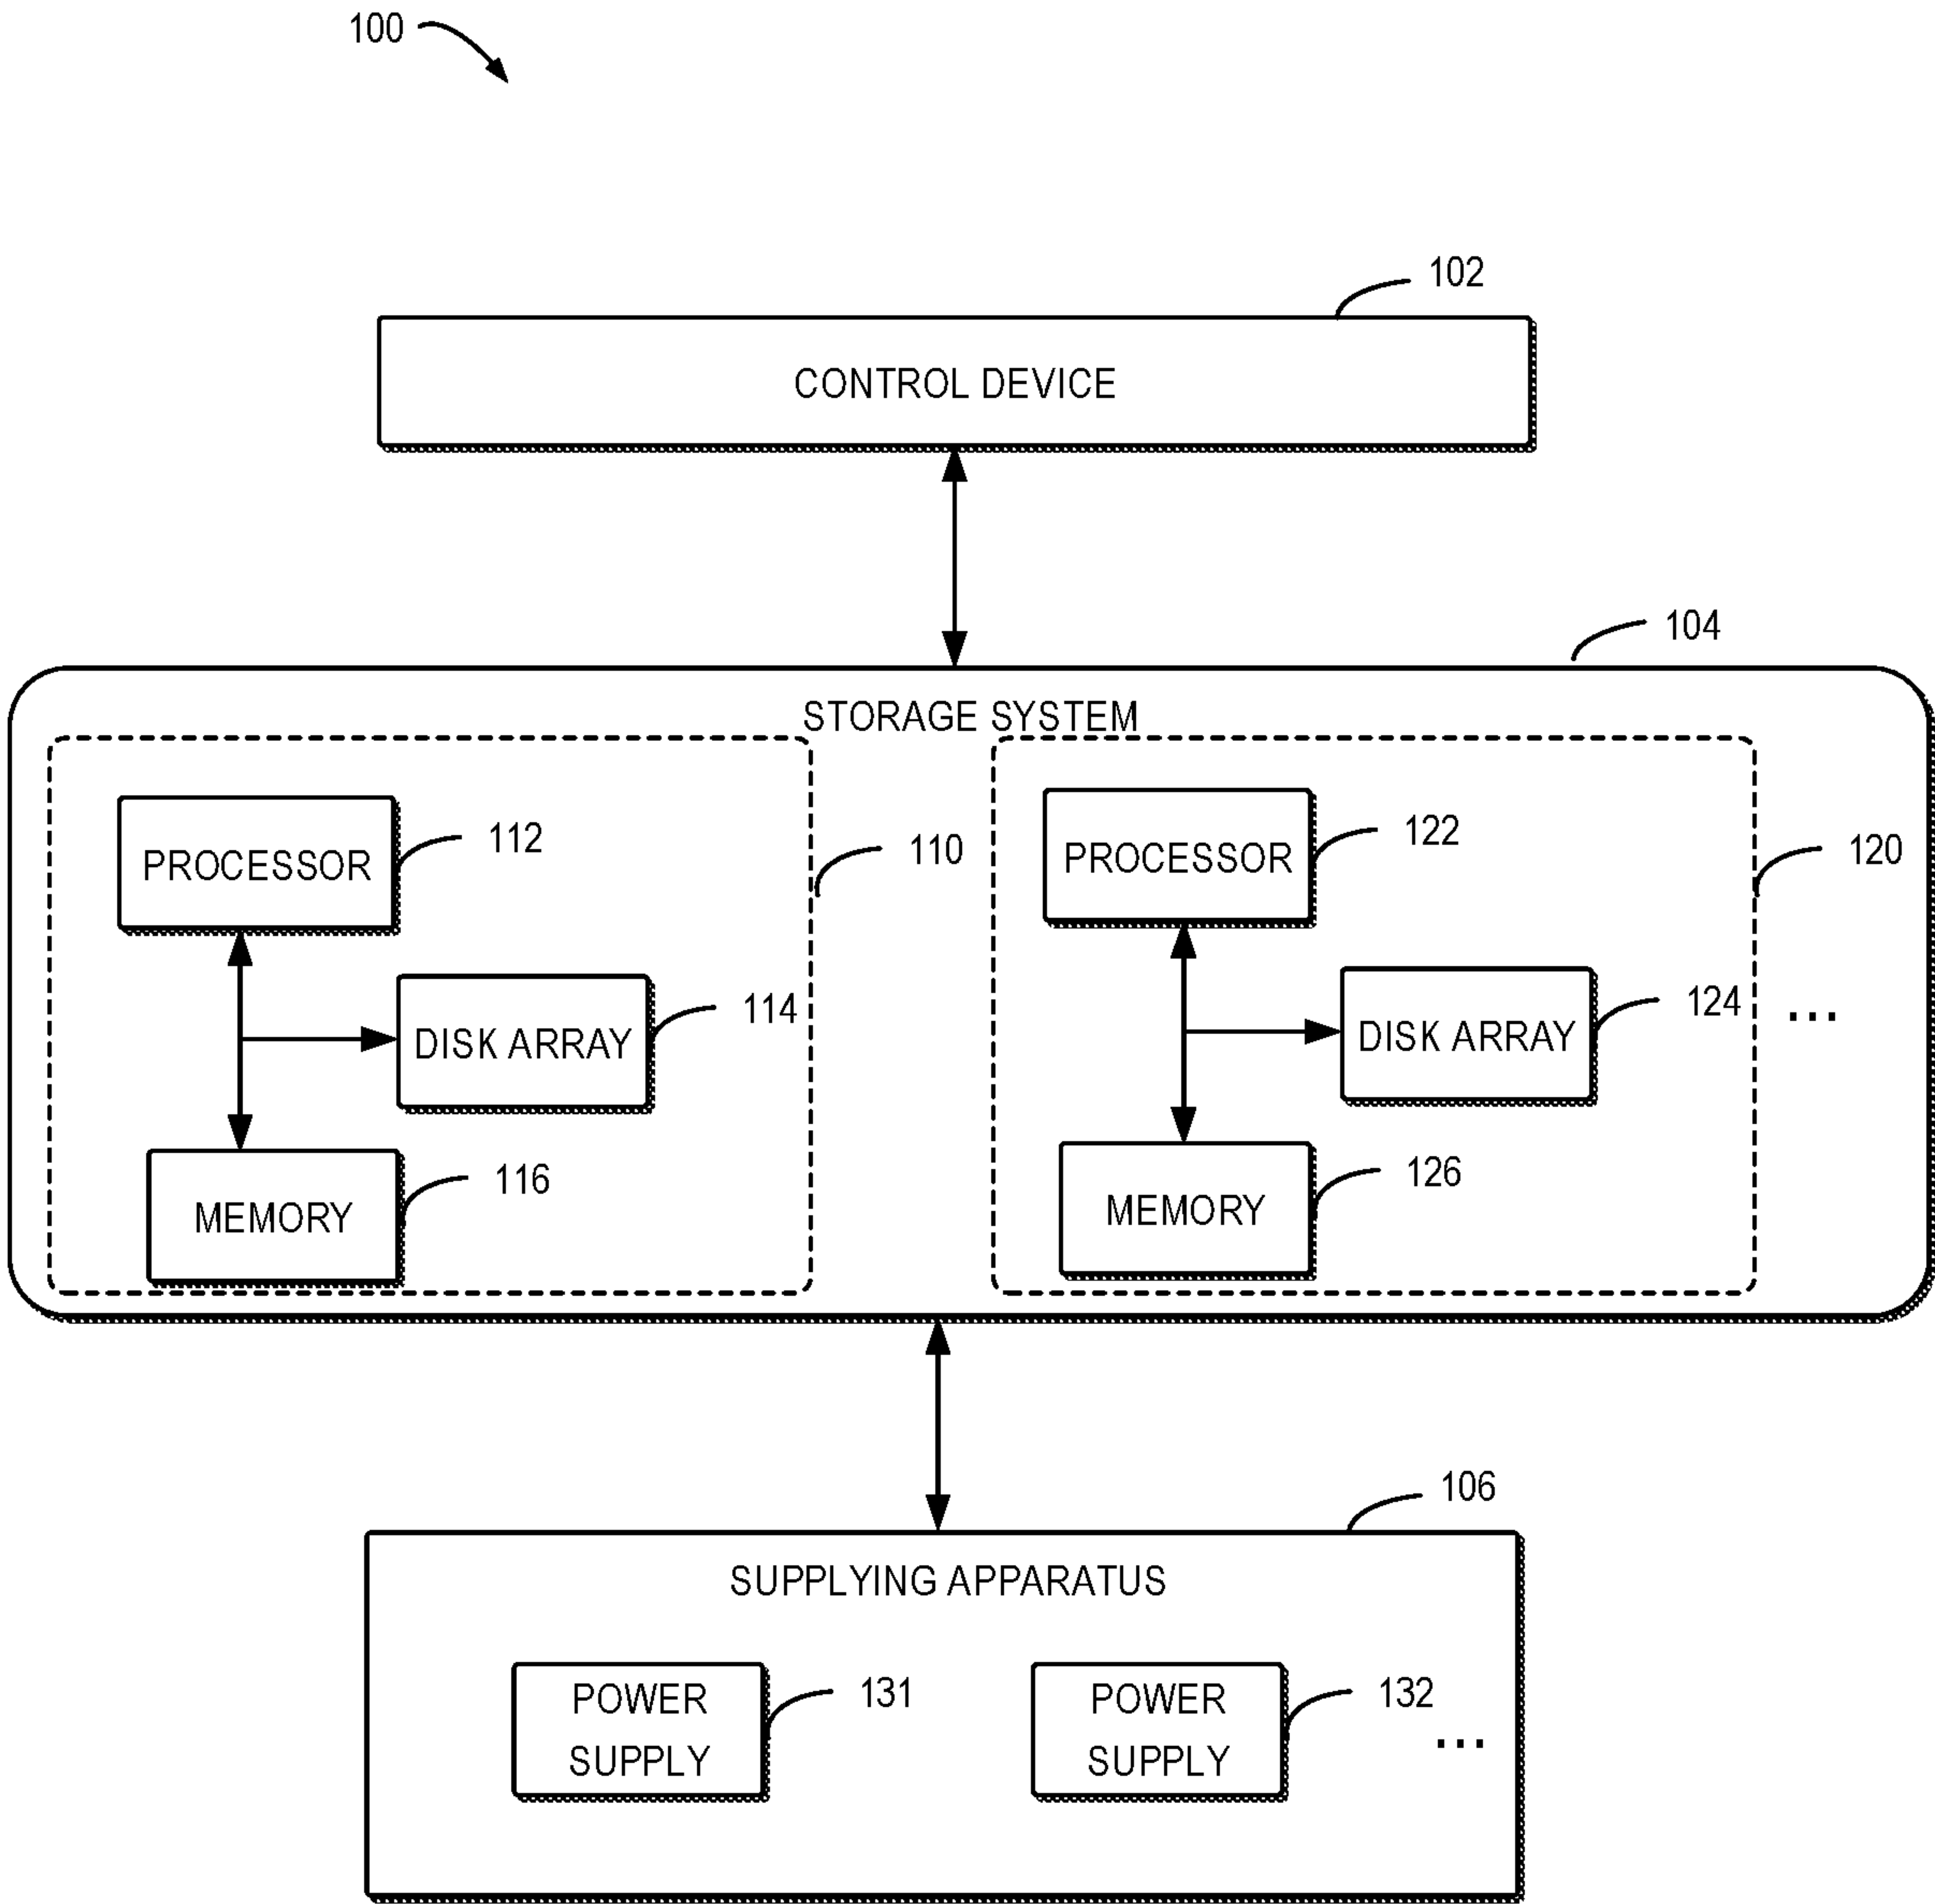 100
102
CONTROL DEVICE
104
STORAGE SYSTEM
PROCESSOR
112
110
DISK ARRAY
114
MEMORY
116
PROCESSOR
122
120
DISK ARRAY
124
...
MEMORY
126
106
SUPPLYING APPARATUS
POWER
SUPPLY
131
POWER
SUPPLY
132
...